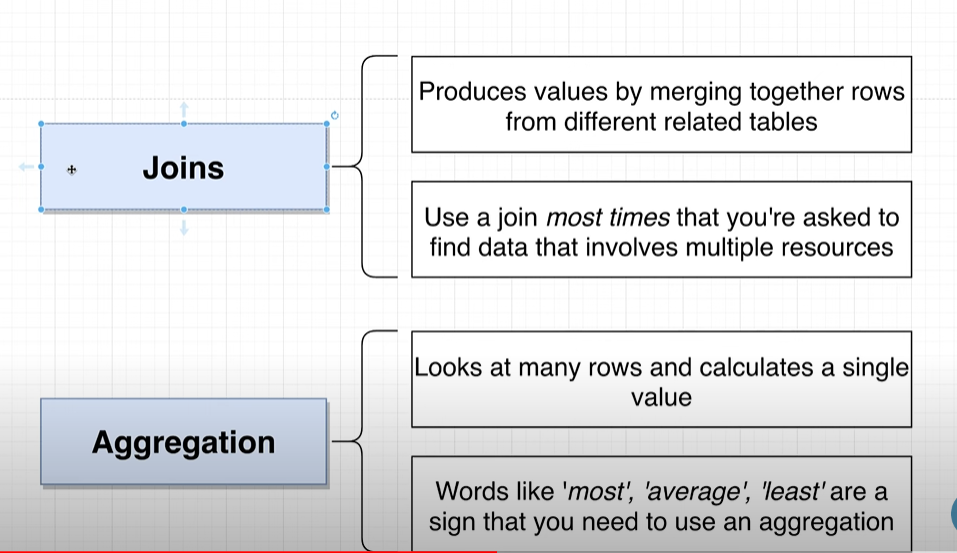 Joins
Produces values by merging together rows
from different related tables
Use a join most times that you're asked to
find data that involves multiple resources
Aggregation
Looks at many rows and calculates a single
value
Words like 'most', 'average', 'least' are a
sign that you need to use an aggregation